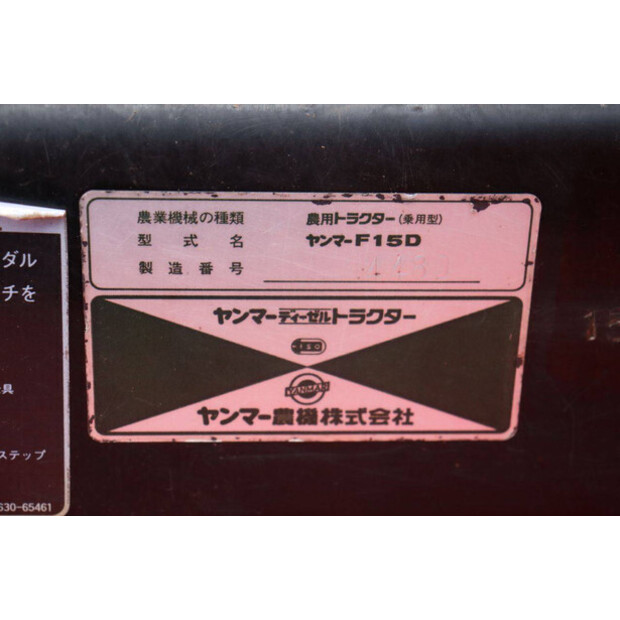 農業機械の種類 農用トラクター(乗用型)
型式名 ヤンマーF15D
製造番号
ヤンマーディーゼルトラクター
ISO
YANMAR
ヤンマー農機株式会社
ダル
チを
具
ステップ
630-65461